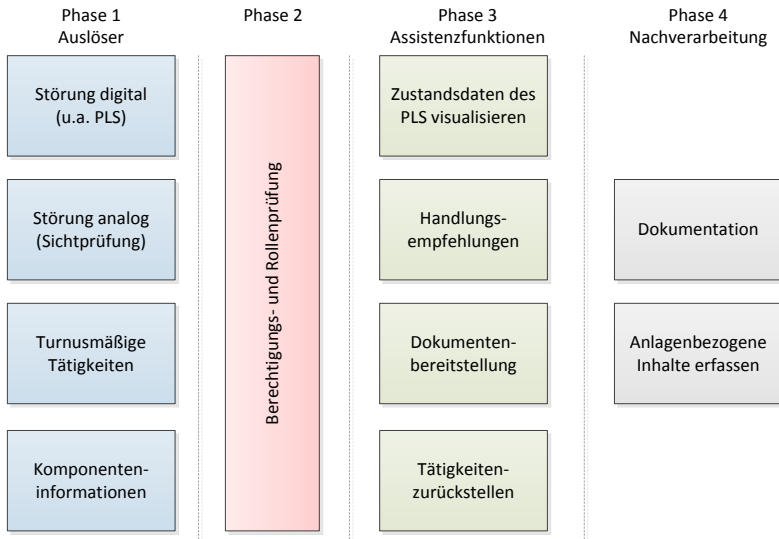 Phase 1
Auslöser
Störung digital
(u.a. PLS)
Störung analog
(Sichtprüfung)
Turnusmäßige
Tätigkeiten
Komponenten-
informationen
Phase 2
Berechtigungs- und Rollenprüfung
Phase 3
Assistenzfunktionen
Zustandsdaten des
PLS visualisieren
Handlungs-
empfehlungen
Dokumenten-
bereitstellung
Tätigkeiten-
zurückstellen
Phase 4
Nachverarbeitung
Dokumentation
Anlagenbezogene
Inhalte erfassen